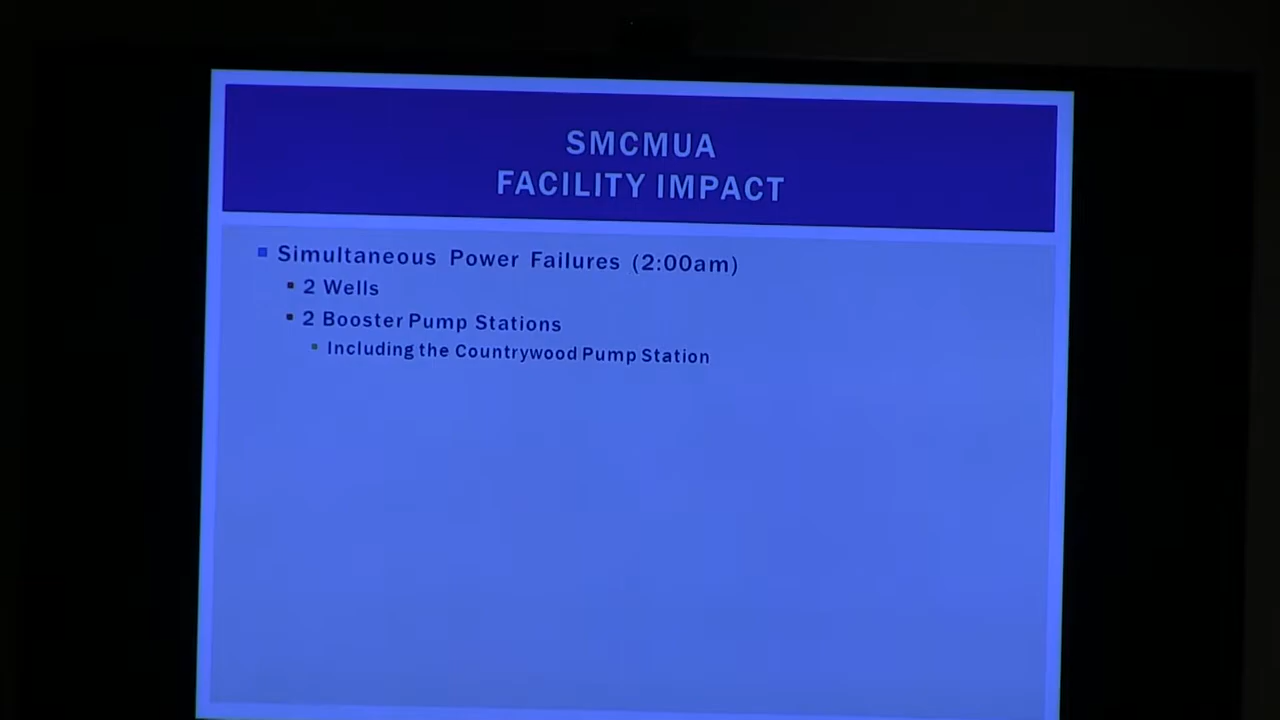 SMCMUA
FACILITY IMPACT
Simultaneous Power Failures (2:00am)
2 Wells
2 Booster Pump Stations
Including the Countrywood Pump Station